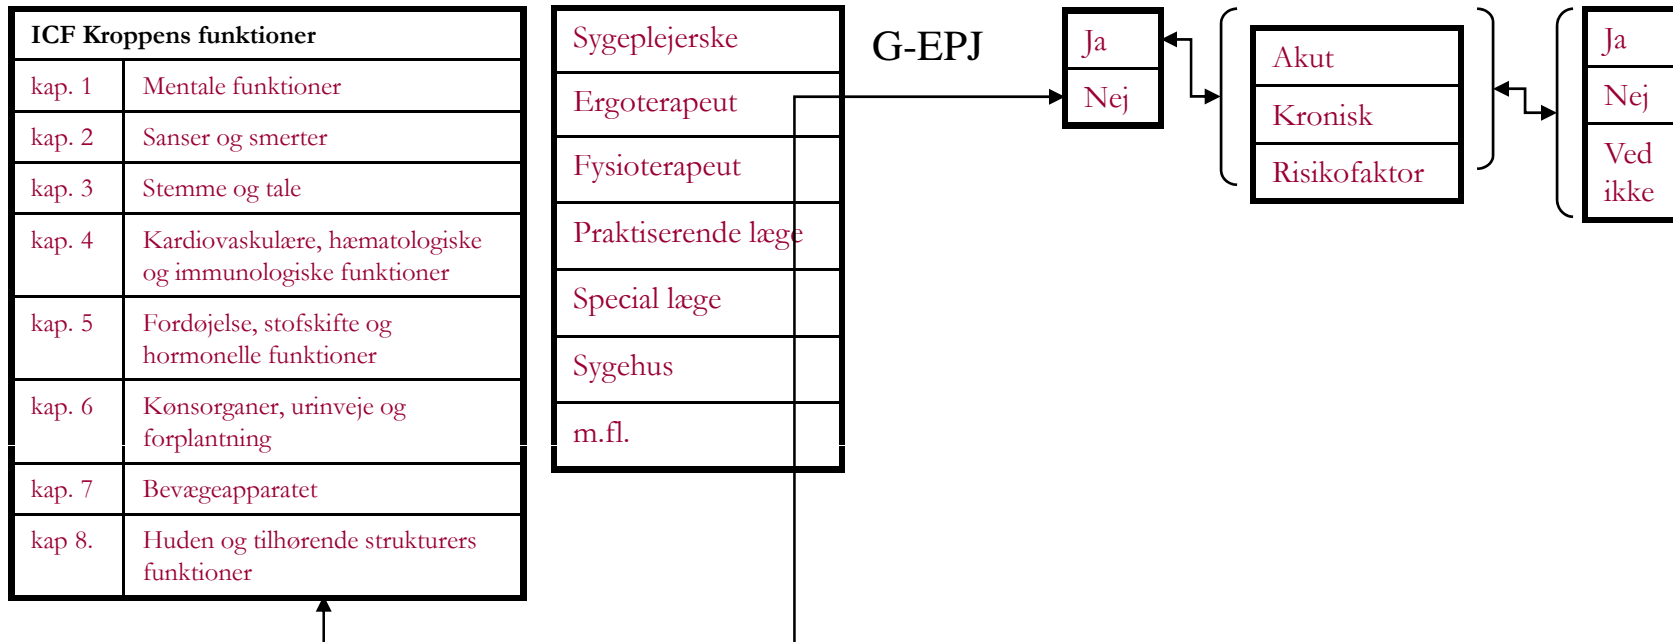 ICF Kroppens funktioner
kap. 1 Mentale funktioner
kap. 2 Sanser og smerter
kap. 3 Stemme og tale
kap. 4 Kardiovaskulære, hæmatologiske
og immunologiske funktioner
kap. 5 Fordøjelse, stofskifte og
hormonelle funktioner
kap. 6 Kønsorganer, urinveje og
forplantning
kap. 7 Bevægeapparatet
kap 8. Huden og tilhørende strukturers
funktioner
Sygeplejerske
Ergoterapeut
Fysioterapeut
Praktiserende læge
Special læge
Sygehus
m.fl.
G-EPJ
Ja
Nej
Akut
Kronisk
Risikofaktor
Ja
Nej
Ved
ikke